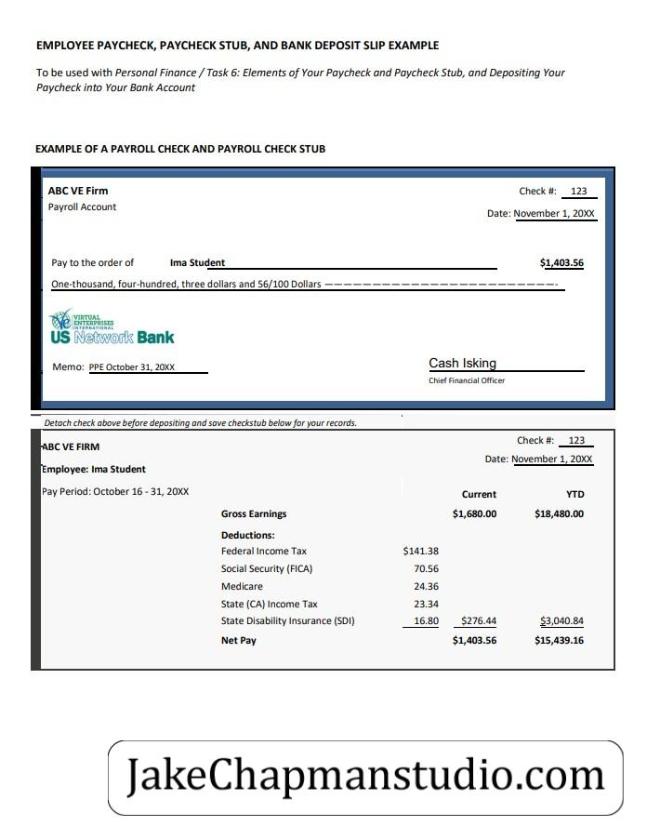 EMPLOYEE PAYCHECK, PAYCHECK STUB, AND BANK DEPOSIT SLIP EXAMPLE
To be used with Personal Finance / Task 6: Elements of Your Paycheck and Paycheck Stub, and Depositing Your
Paycheck into Your Bank Account
EXAMPLE OF A PAYROLL CHECK AND PAYROLL CHECK STUB
ABC VE Firm Check #: 123
Payroll Account
Date: November 1, 20XX
Pay to the order of Ima Student $1,403.56
One-thousand, four-hundred, three dollars and 56/100 Dollars
VIRTUAL
ENTERPRISES
INTERNATIONAL
US Network Bank
Memo: PPE October 31, 20XX Cash Isking
Chief Financial Officer
Detach check above before depositing and save checkstub below for your records.
ABC VE FIRM Check #: 123
Date: November 1, 20XX
Employee: Ima Student
Pay Period: October 16 - 31, 20XX
Current YTD
Gross Earnings $1,680.00 $18,480.00
Deductions:
Federal Income Tax $141.38
Social Security (FICA) 70.56
Medicare 24.36
State (CA) Income Tax 23.34
State Disability Insurance (SDI) 16.80 $276.44 $3,040.84
Net Pay $1,403.56 $15,439.16
JakeChapmanstudio.com